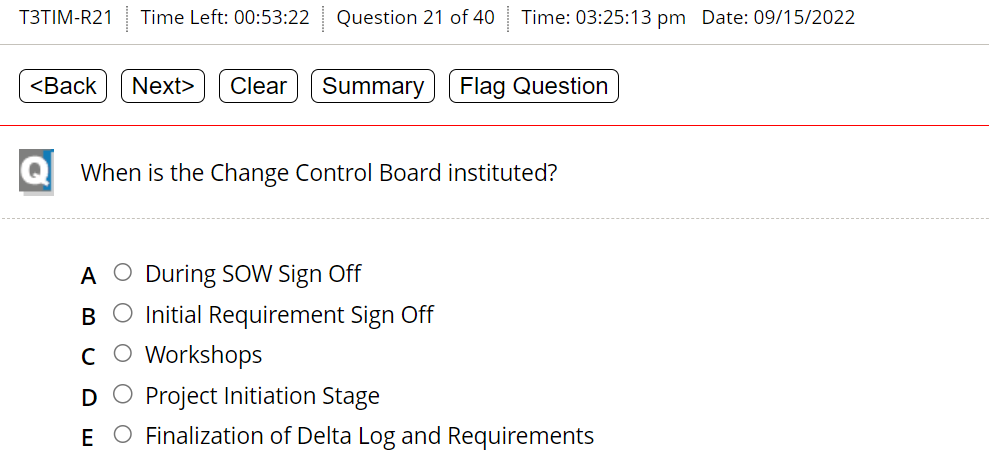 T3TIM-R21 Time Left: 00:53:22 Question 21 of 40 Time: 03:25:13 pm Date: 09/15/2022
<Back Next> Clear Summary Flag Question
Q When is the Change Control Board instituted?
A During SOW Sign Off
B Initial Requirement Sign Off
C Workshops
D Project Initiation Stage
E Finalization of Delta Log and Requirements